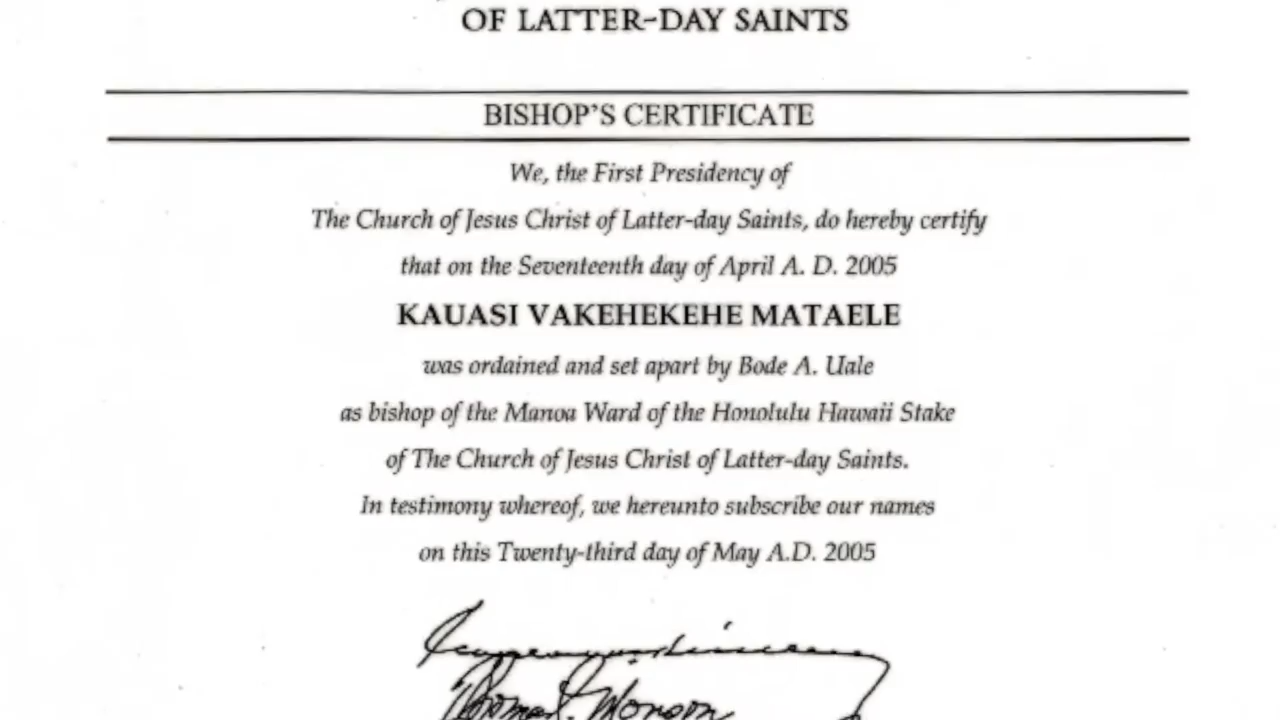 OF LATTER-DAY SAINTS
BISHOP'S CERTIFICATE
We, the First Presidency of
The Church of Jesus Christ of Latter-day Saints, do hereby certify
that on the Seventeenth day of April A. D. 2005
KAUASI VAKEHEKEHE MATAELE
was ordained and set apart by Bode A. Uale
as bishop of the Manoa Ward of the Honolulu Hawaii Stake
of The Church of Jesus Christ of Latter-day Saints.
In testimony whereof, we hereunto subscribe our names
on this Twenty-third day of May A.D. 2005
Thomas S. Monson